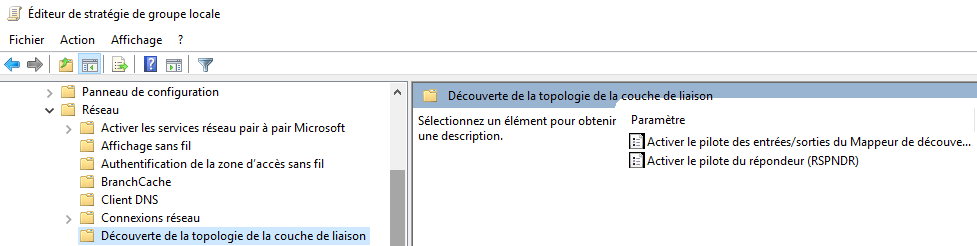 Éditeur de stratégie de groupe locale
Fichier Action Affichage ?
Panneau de configuration
Réseau
Activer les services réseau pair à pair Microsoft
Affichage sans fil
Authentification de la zone d'accès sans fil
BranchCache
Client DNS
Connexions réseau
Découverte de la topologie de la couche de liaison
Découverte de la topologie de la couche de liaison
Sélectionnez un élément pour obtenir
une description.
Paramètre
Activer le pilote des entrées/sorties du Mappeur de découve...
Activer le pilote du répondeur (RSPNDR)